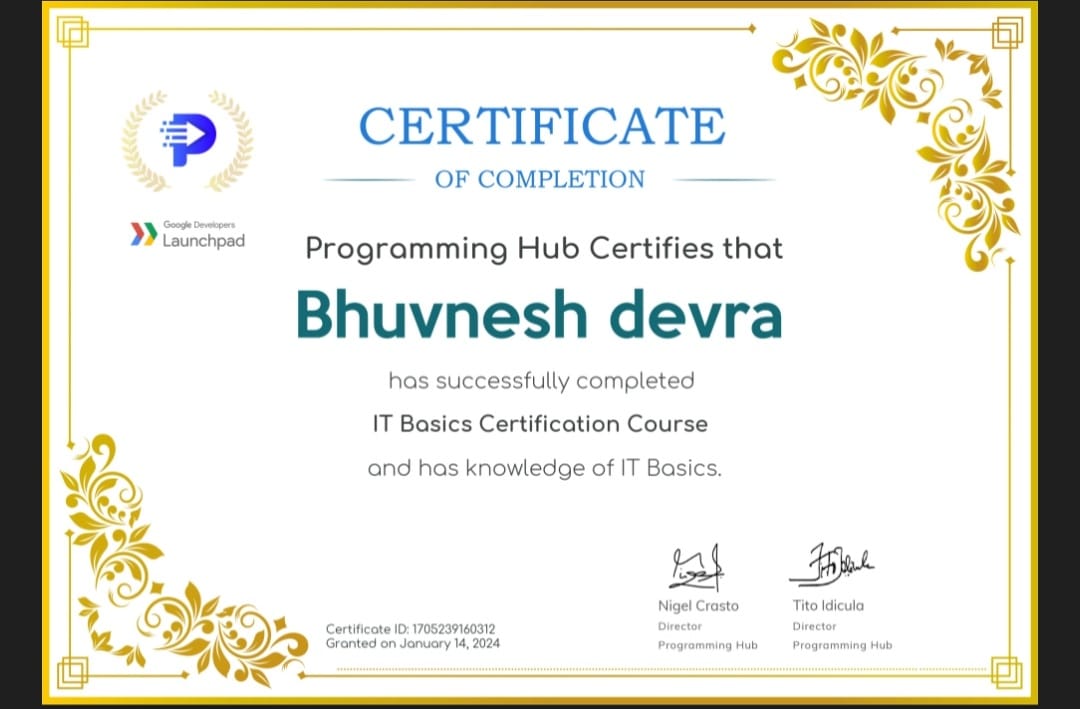 CERTIFICATE
OF COMPLETION
Google Developers
Launchpad
Programming Hub Certifies that
Bhuvnesh devra
has successfully completed
IT Basics Certification Course
and has knowledge of IT Basics.
Nigel Crasto
Director
Programming Hub
Tito Idicula
Director
Programming Hub
Certificate ID: 1705239160312
Granted on January 14, 2024